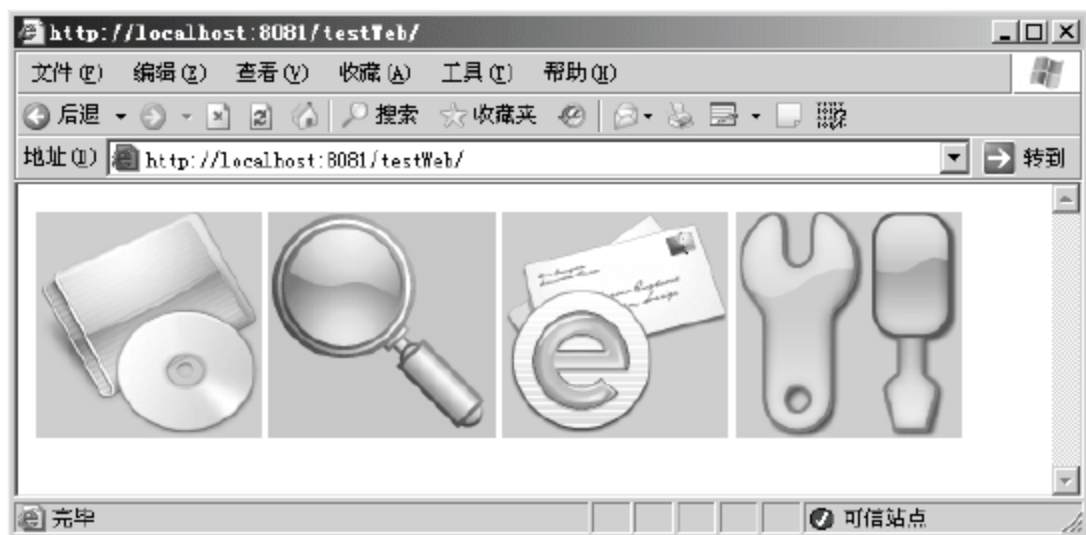 http://localhost:8081/testWeb/
文件(F) 编辑(E) 查看(V) 收藏(A) 工具(T) 帮助(H)
后退 搜索 收藏夹
地址(D) http://localhost:8081/testWeb/ 转到
e
完毕 可信站点